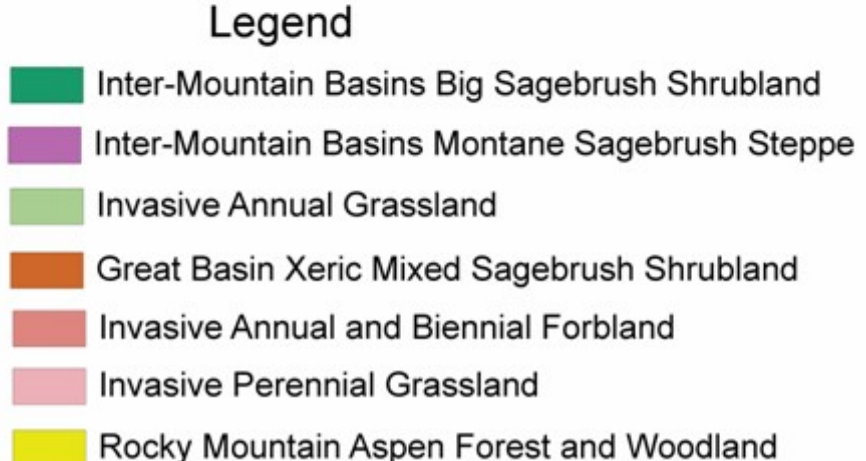 Legend
Inter-Mountain Basins Big Sagebrush Shrubland
Inter-Mountain Basins Montane Sagebrush Steppe
Invasive Annual Grassland
Great Basin Xeric Mixed Sagebrush Shrubland
Invasive Annual and Biennial Forbland
Invasive Perennial Grassland
Rocky Mountain Aspen Forest and Woodland